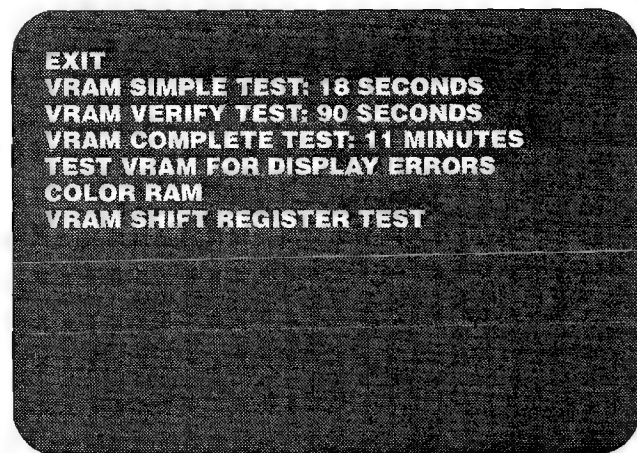 EXIT
VRAM SIMPLE TEST: 18 SECONDS
VRAM VERIFY TEST: 90 SECONDS
VRAM COMPLETE TEST: 11 MINUTES
TEST VRAM FOR DISPLAY ERRORS
COLOR RAM
VRAM SHIFT REGISTER TEST